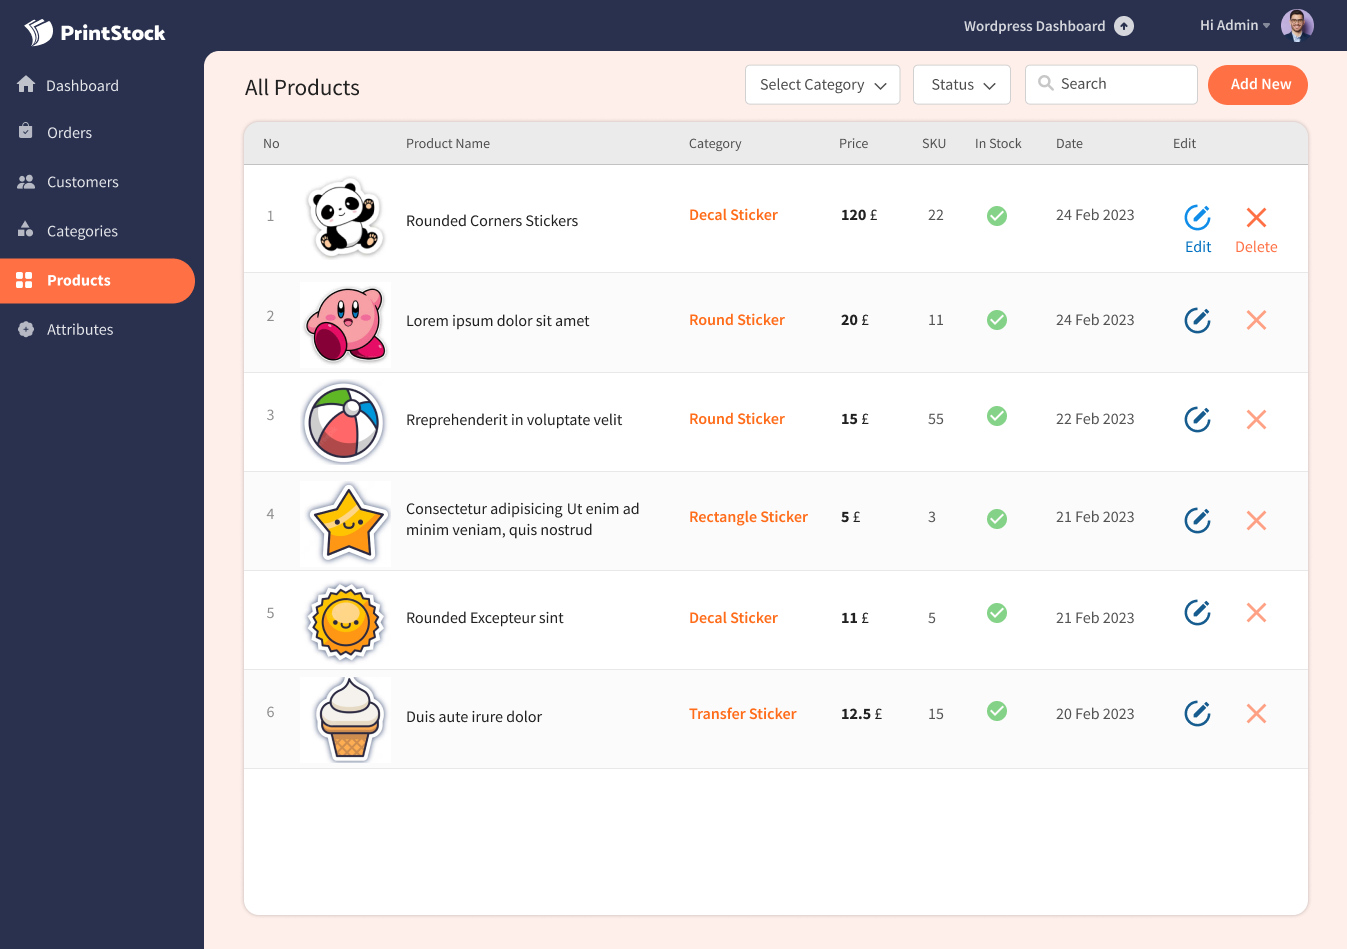 PrintStock
Wordpress Dashboard
Hi Admin
Dashboard
Orders
Customers
Categories
Products
Attributes
All Products
Select Category
Status
Search
Add New
No Product Name Category Price SKU In Stock Date Edit
1 Rounded Corners Stickers Decal Sticker 120 £ 22 24 Feb 2023
Edit Delete
2 Lorem ipsum dolor sit amet Round Sticker 20 £ 11 24 Feb 2023
3 Rreprehenderit in voluptate velit Round Sticker 15 £ 55 22 Feb 2023
4 Consectetur adipisicing Ut enim ad
minim veniam, quis nostrud Rectangle Sticker 5 £ 3 21 Feb 2023
5 Rounded Excepteur sint Decal Sticker 11 £ 5 21 Feb 2023
6 Duis aute irure dolor Transfer Sticker 12.5 £ 15 20 Feb 2023